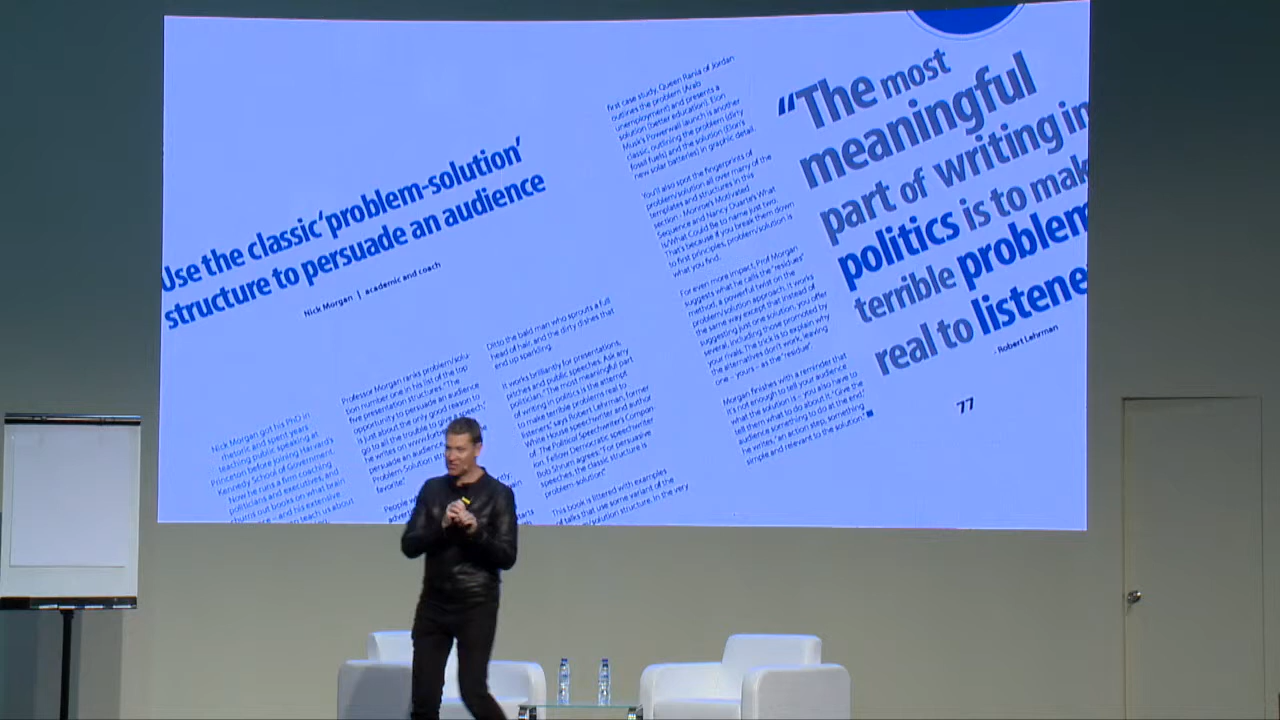 Use the classic 'problem-solution'
structure to persuade an audience
Nick Morgan | academic and coach
Nick Morgan got his PhD in
rhetoric and spent years
teaching public speaking at
Princeton before joining Harvard's
Kennedy School of Government.
Now he runs a firm coaching
politicians and executives, and
churns out books on what brain
and his extensive
teach us about
Professor Morgan ranks problem/solu-
tion number one in his list of the top
five presentation structures. "The
opportunity to persuade an audience
is just about the only good reason to
go to all the trouble to
he writes on www.
persuade an audience
Problem Solution
favorite."
People
Ditto the bald man who sprouts a full
head of hair, and the dirty dishes that
end up sparkling.
It works brilliantly for presentations,
pitches and public speeches. Ask any
politician. "The most meaningful part
of writing in politics is the attempt
to make terrible problems real to
listeners," says Robert Lehrman, former
White House speechwriter and author
of The Political Speechwriter's Compan-
ion. Fellow Democratic speechwriter
Bob Shrum agrees: "For persuasive
speeches, the classic structure is
problem-solution."
This book is littered with examples
of talks that use some variant of the
/solution structure. In the very
first case study, Queen Rania of Jordan
outlines the problem (Arab
unemployment) and presents a
solution (better education). Elon
Musk's Powerwall launch is another
classic, outlining the problem (dirty
fossil fuels) and the solution (Elon's
new solar batteries) in graphic detail.
You'll also spot the fingerprints of
problem/solution all over many of the
templates and structures in this
section - Monroe's Motivated
Sequence and Nancy Duarte's What
Is/What Could Be to name just two.
That's because if you break them down
to first principles, problem/solution is
what you find.
For even more impact, Prof Morgan
suggests what he calls the "residues"
method, a powerful twist on the
problem/solution approach. It works
the same way except that instead of
suggesting just one solution, you offer
several, including those promoted by
your rivals. The trick is to explain why
the alternatives don't work, leaving
one - yours - as the "residue".
Morgan finishes with a reminder that
it's not enough to tell your audience
what the solution is - you also have to
tell them what to do about it. "Give the
audience something to do at the end,"
he writes, "an action step, something
simple and relevant to the solution."
"The most
meaningful
part of writing in
politics is to mak
terrible problem
real to listene
- Robert Lehrman
77